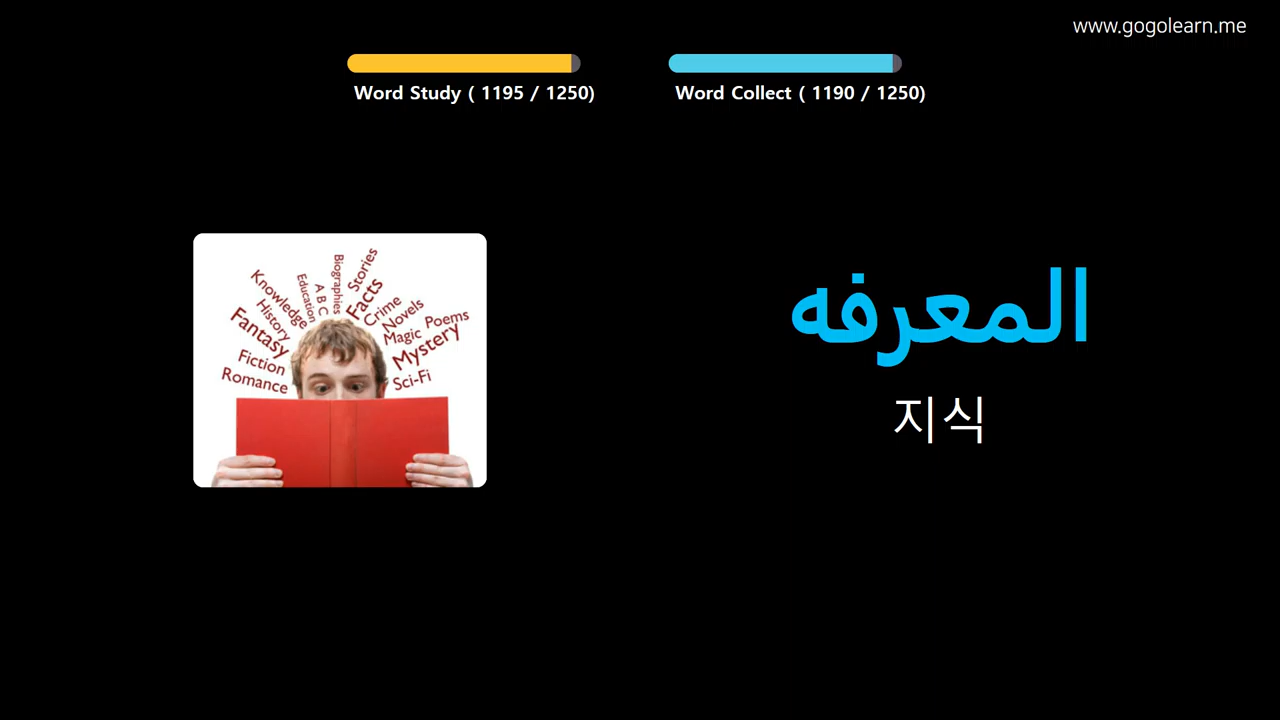 www.gogolearn.me
Word Study ( 1195 / 1250)
Word Collect ( 1190 / 1250)
Knowledge
History
Fantasy
Fiction
Romance
Education
A B C
Biographies
Stories
Facts
Crime
Novels
Magic
Poems
Mystery
Sci-Fi
المعرفه
지식